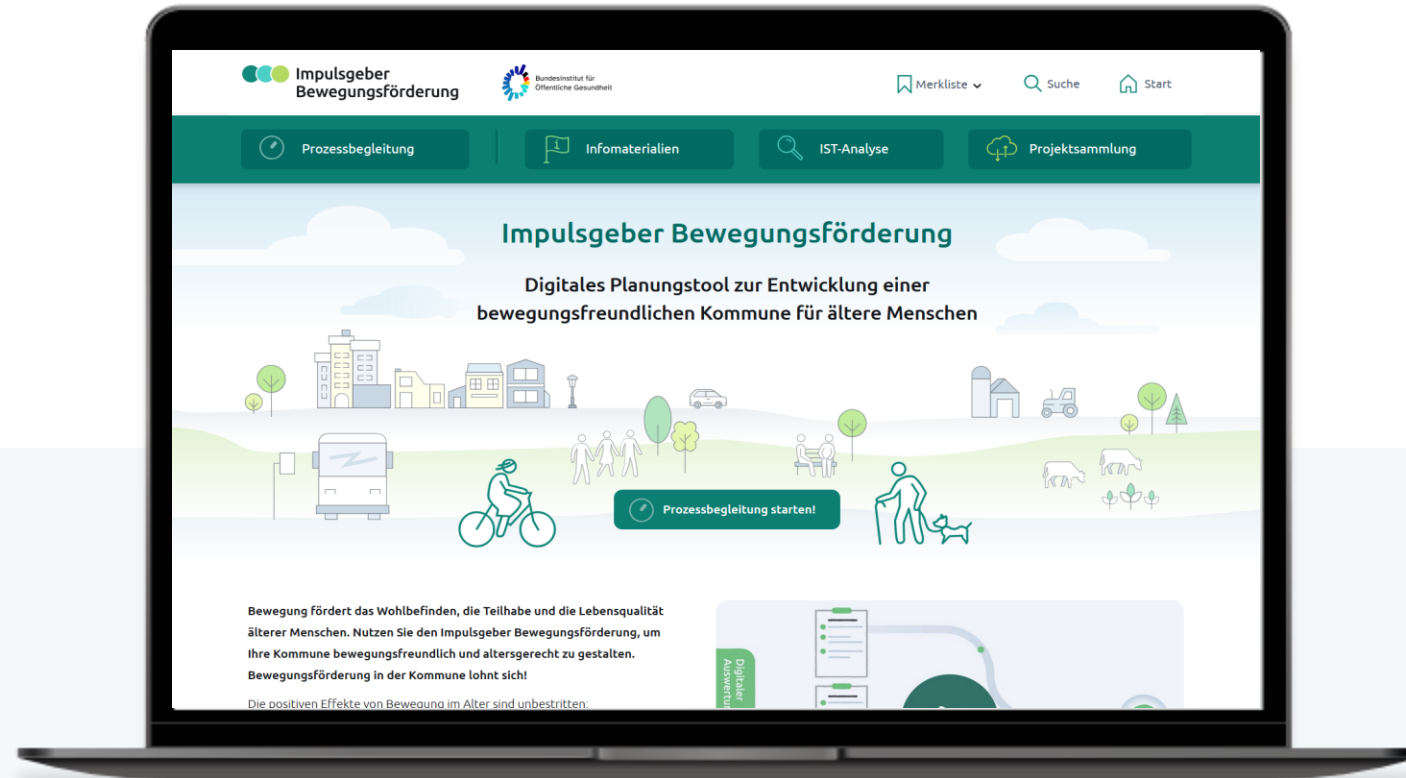 Impulsgeber
Bewegungsförderung
Bundesinstitut für
Öffentliche Gesundheit
Merkliste
Suche
Start
Prozessbegleitung
Infomaterialien
IST-Analyse
Projektsammlung
Impulsgeber Bewegungsförderung
Digitales Planungstool zur Entwicklung einer
bewegungsfreundlichen Kommune für ältere Menschen
Prozessbegleitung starten!
Bewegung fördert das Wohlbefinden, die Teilhabe und die Lebensqualität
älterer Menschen. Nutzen Sie den Impulsgeber Bewegungsförderung, um
Ihre Kommune bewegungsfreundlich und altersgerecht zu gestalten.
Bewegungsförderung in der Kommune lohnt sich!
Die positiven Effekte von Bewegung im Alter sind unbestritten:
Digitaler